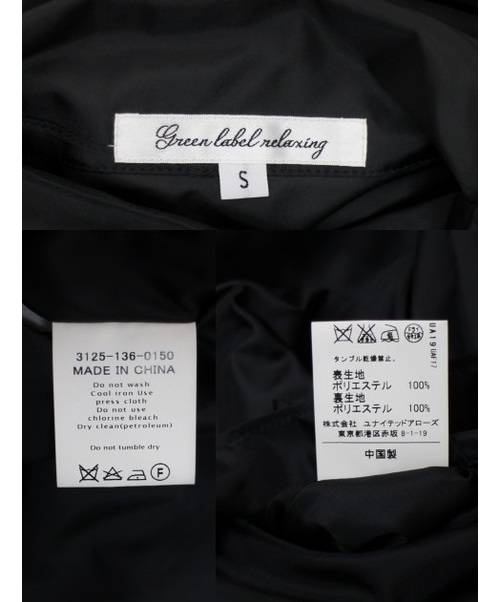 Green label relaxing
S
3125-136-0150
MADE IN CHINA
Do not wash
Cool iron Use
press cloth
Do not use
chlorine bleach
Dry clean(petroleum)
Do not tumble dry
F
タンブル乾燥禁止。
表生地
ポリエステル 100%
裏生地
ポリエステル 100%
株式会社 ユナイテッドアローズ
東京都港区赤坂 8-1-19
中国製